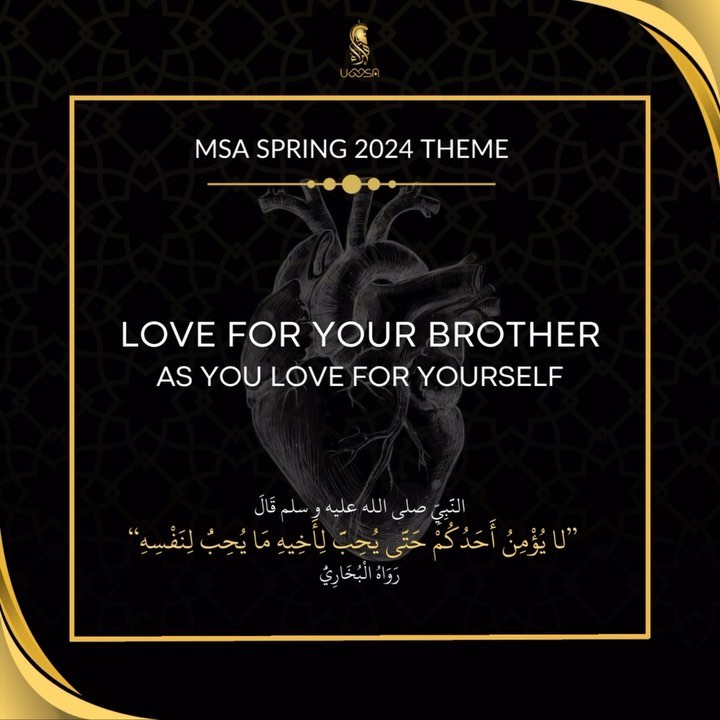 MSA SPRING 2024 THEME
LOVE FOR YOUR BROTHER
AS YOU LOVE FOR YOURSELF
النّبِيّ صلى الله عليه و سلم قَالَ
”لا يُؤْمِنُ أَحَدُكُمْ حَتّى يُحِبّ لِأَخِيهِ مَا يُحِبُّ لِنَفْسِهِ“
رَوَاهُ الْبُخَارِيُّ